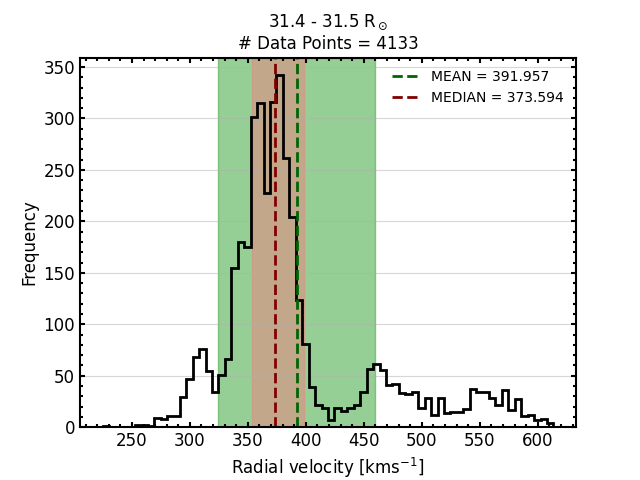 31.4 - 31.5 R⊙
# Data Points = 4133
350
300
250
200
150
100
50
0
Frequency
MEAN = 391.957
MEDIAN = 373.594
250 300 350 400 450 500 550 600
Radial velocity [kms⁻¹]